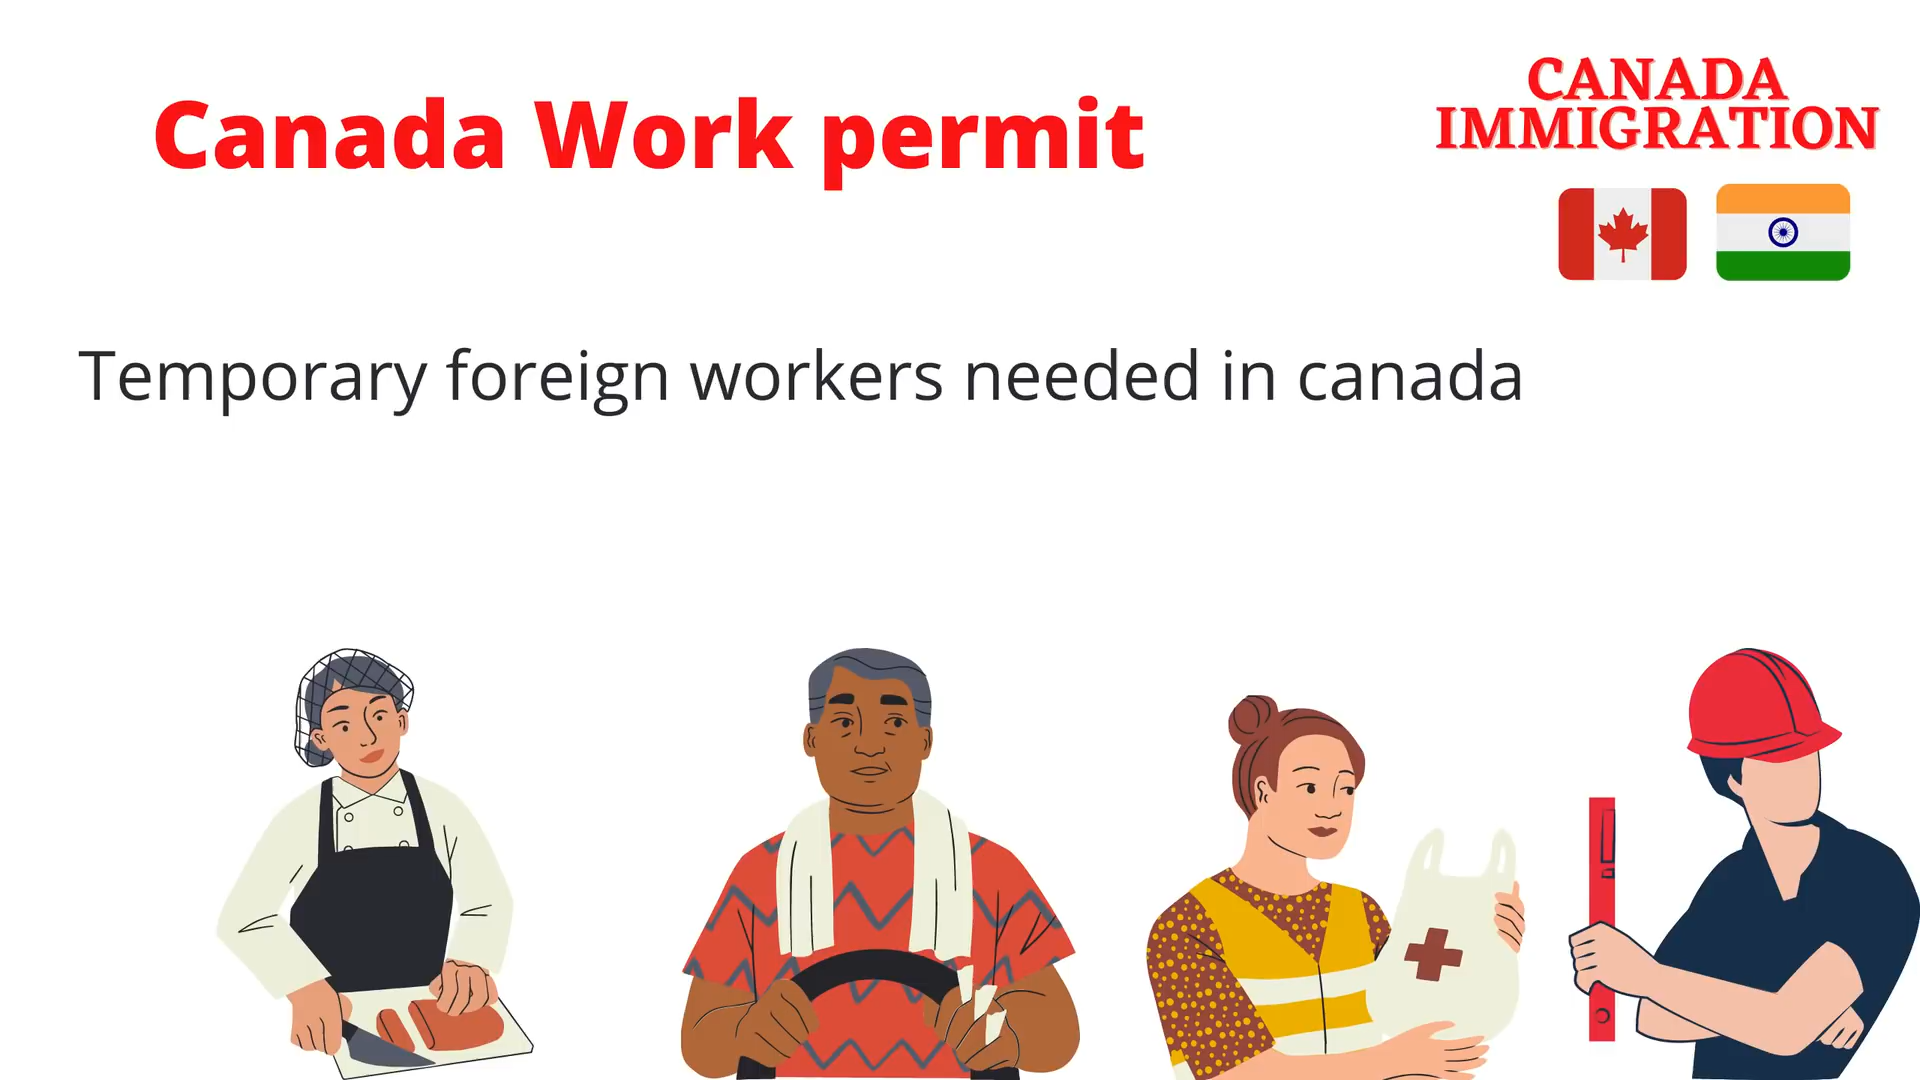 Canada Work permit
CANADA
IMMIGRATION
Temporary foreign workers needed in canada